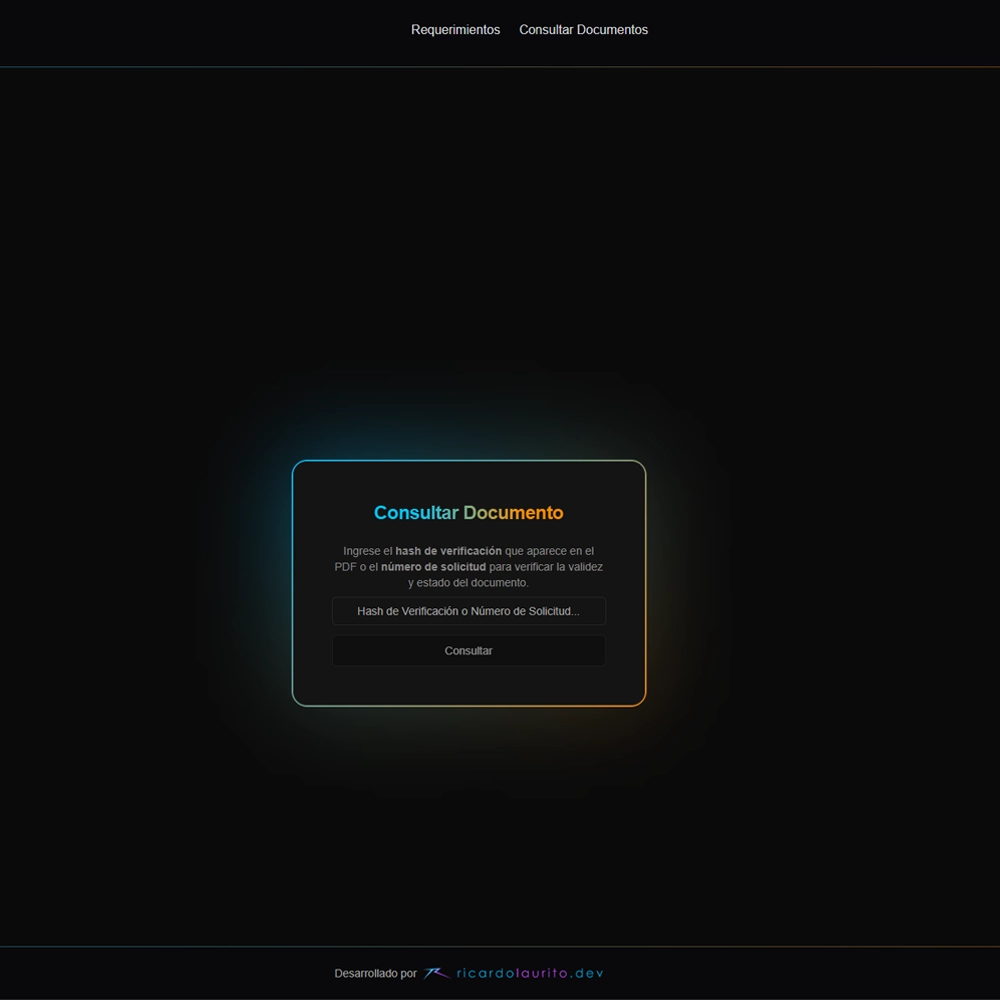 Requerimientos Consultar Documentos
Consultar Documento
Ingrese el hash de verificación que aparece en el
PDF o el número de solicitud para verificar la validez
y estado del documento.
Hash de Verificación o Número de Solicitud...
Consultar
Desarrollado por ricardolaurito.dev